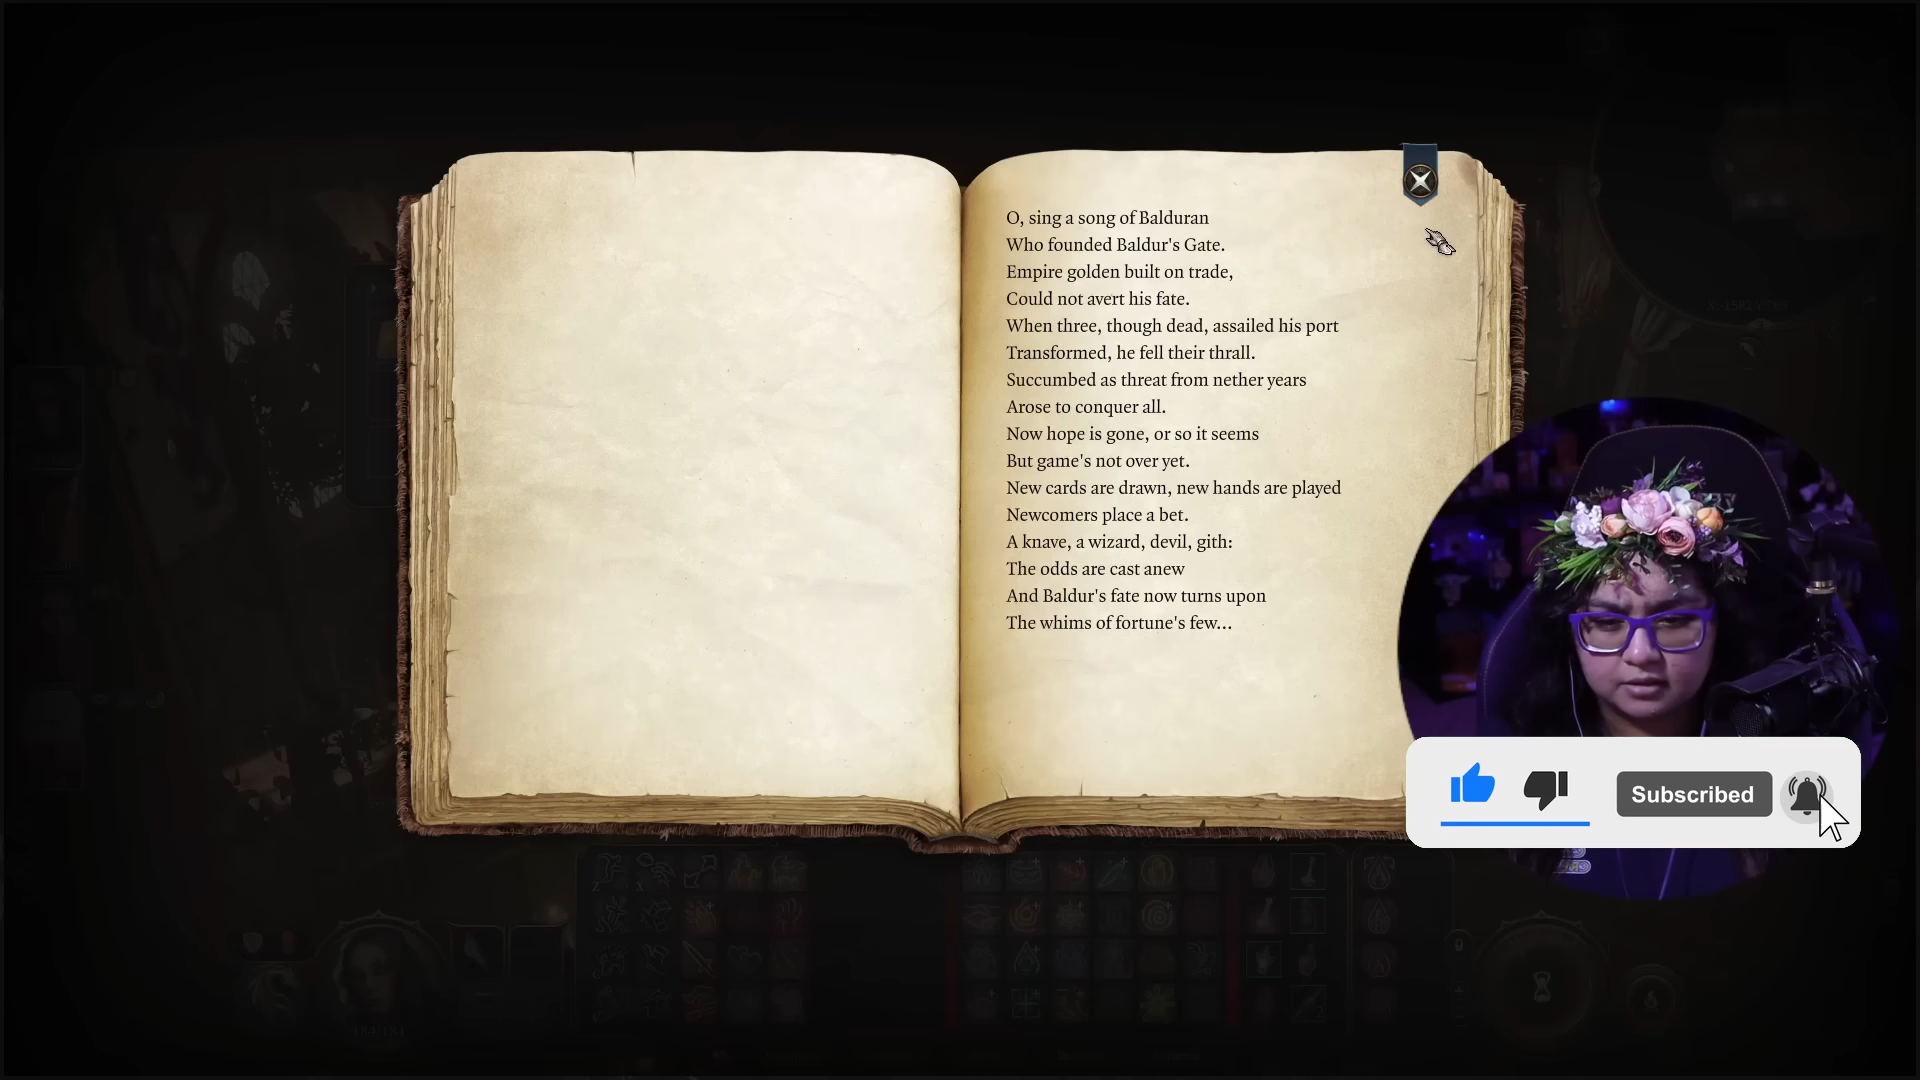 O, sing a song of Balduran
Who founded Baldur's Gate.
Empire golden built on trade,
Could not avert his fate.
When three, though dead, assailed his port
Transformed, he fell their thrall.
Succumbed as threat from nether years
Arose to conquer all.
Now hope is gone, or so it seems
But game's not over yet.
New cards are drawn, new hands are played
Newcomers place a bet.
A knave, a wizard, devil, gith:
The odds are cast anew
And Baldur's fate now turns upon
The whims of fortune's few...
Subscribed